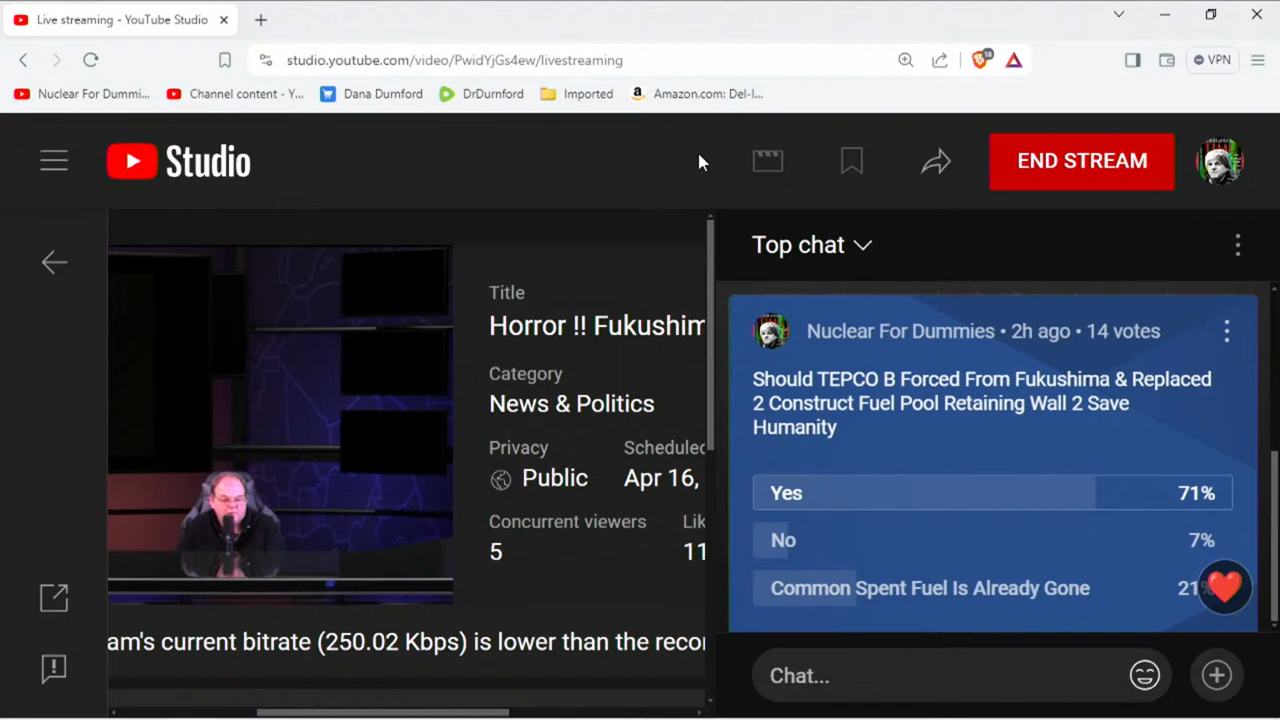 Live streaming - YouTube Studio
studio.youtube.com/video/PwidYjGs4ew/livestreaming
18
VPN
Nuclear For Dummi...
Channel content - Y...
Dana Durnford
DrDurnford
Imported
Amazon.com: Del-I...
Studio
END STREAM
Title
Horror !! Fukushim
Category
News & Politics
Privacy
Scheduled
Public
Apr 16,
Concurrent viewers
Lik
5
11
am's current bitrate (250.02 Kbps) is lower than the recor
Top chat
Nuclear For Dummies • 2h ago • 14 votes
Should TEPCO B Forced From Fukushima & Replaced
2 Construct Fuel Pool Retaining Wall 2 Save
Humanity
Yes 71%
No 7%
Common Spent Fuel Is Already Gone 21%
Chat...